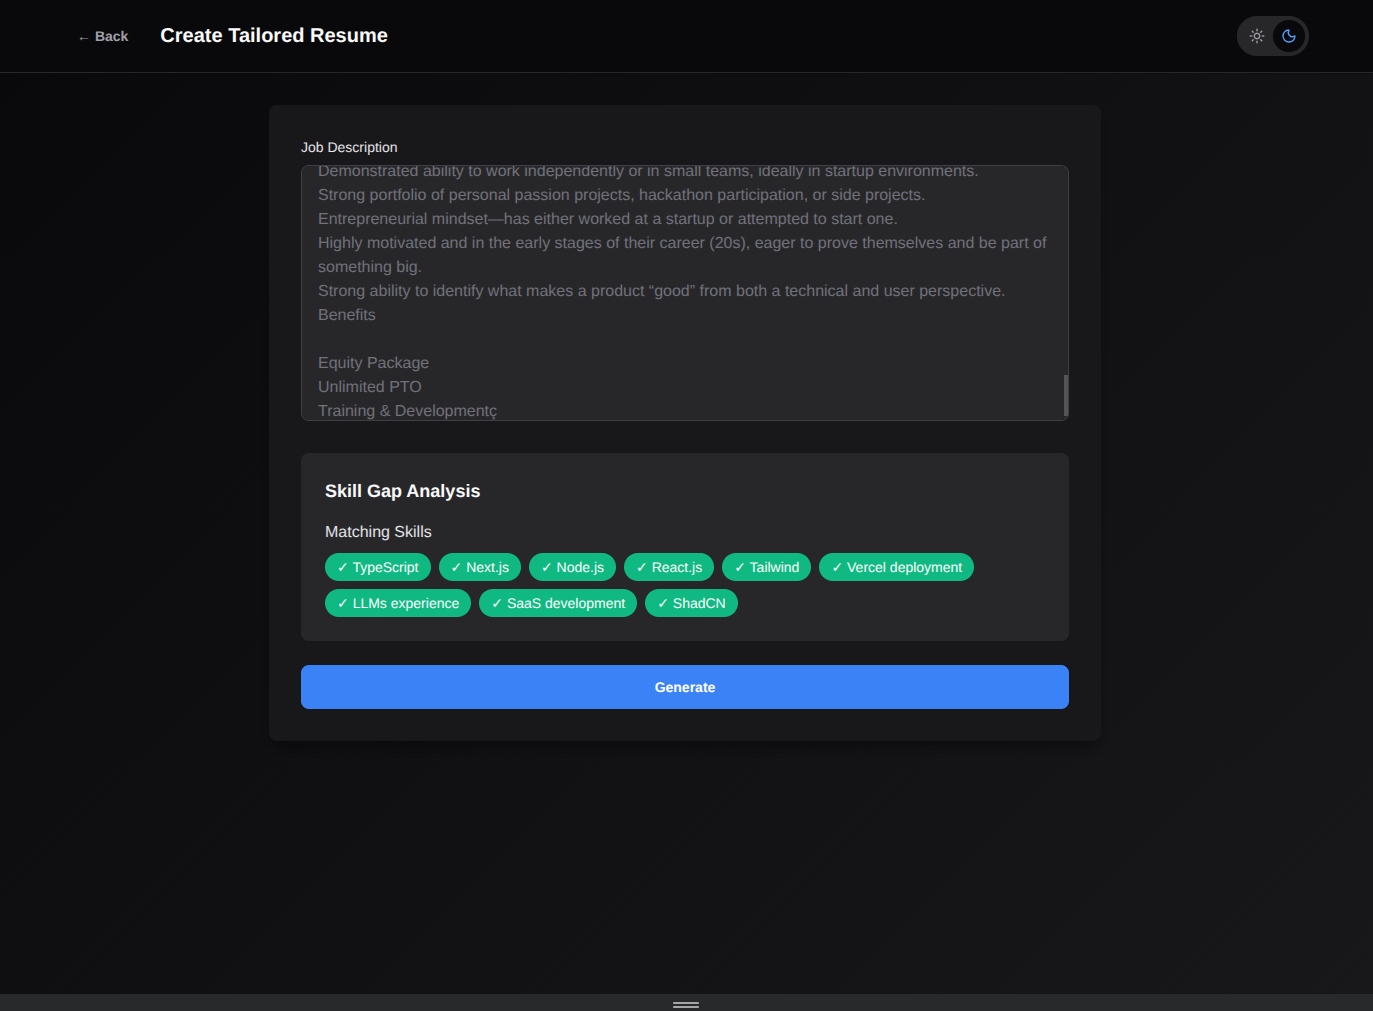 ← Back
Create Tailored Resume
Job Description
Demonstrated ability to work independently or in small teams, ideally in startup environments.
Strong portfolio of personal passion projects, hackathon participation, or side projects.
Entrepreneurial mindset—has either worked at a startup or attempted to start one.
Highly motivated and in the early stages of their career (20s), eager to prove themselves and be part of
something big.
Strong ability to identify what makes a product “good” from both a technical and user perspective.
Benefits
Equity Package
Unlimited PTO
Training & Developmentç
Skill Gap Analysis
Matching Skills
✓ TypeScript ✓ Next.js ✓ Node.js ✓ React.js ✓ Tailwind ✓ Vercel deployment
✓ LLMs experience ✓ SaaS development ✓ ShadCN
Generate